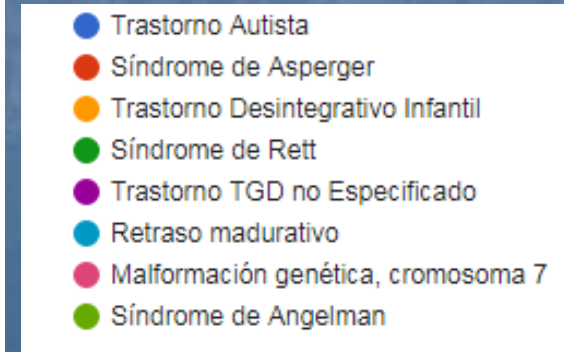 Trastorno Autista
Síndrome de Asperger
Trastorno Desintegrativo Infantil
Síndrome de Rett
Trastorno TGD no Especificado
Retraso madurativo
Malformación genética, cromosoma 7
Síndrome de Angelman